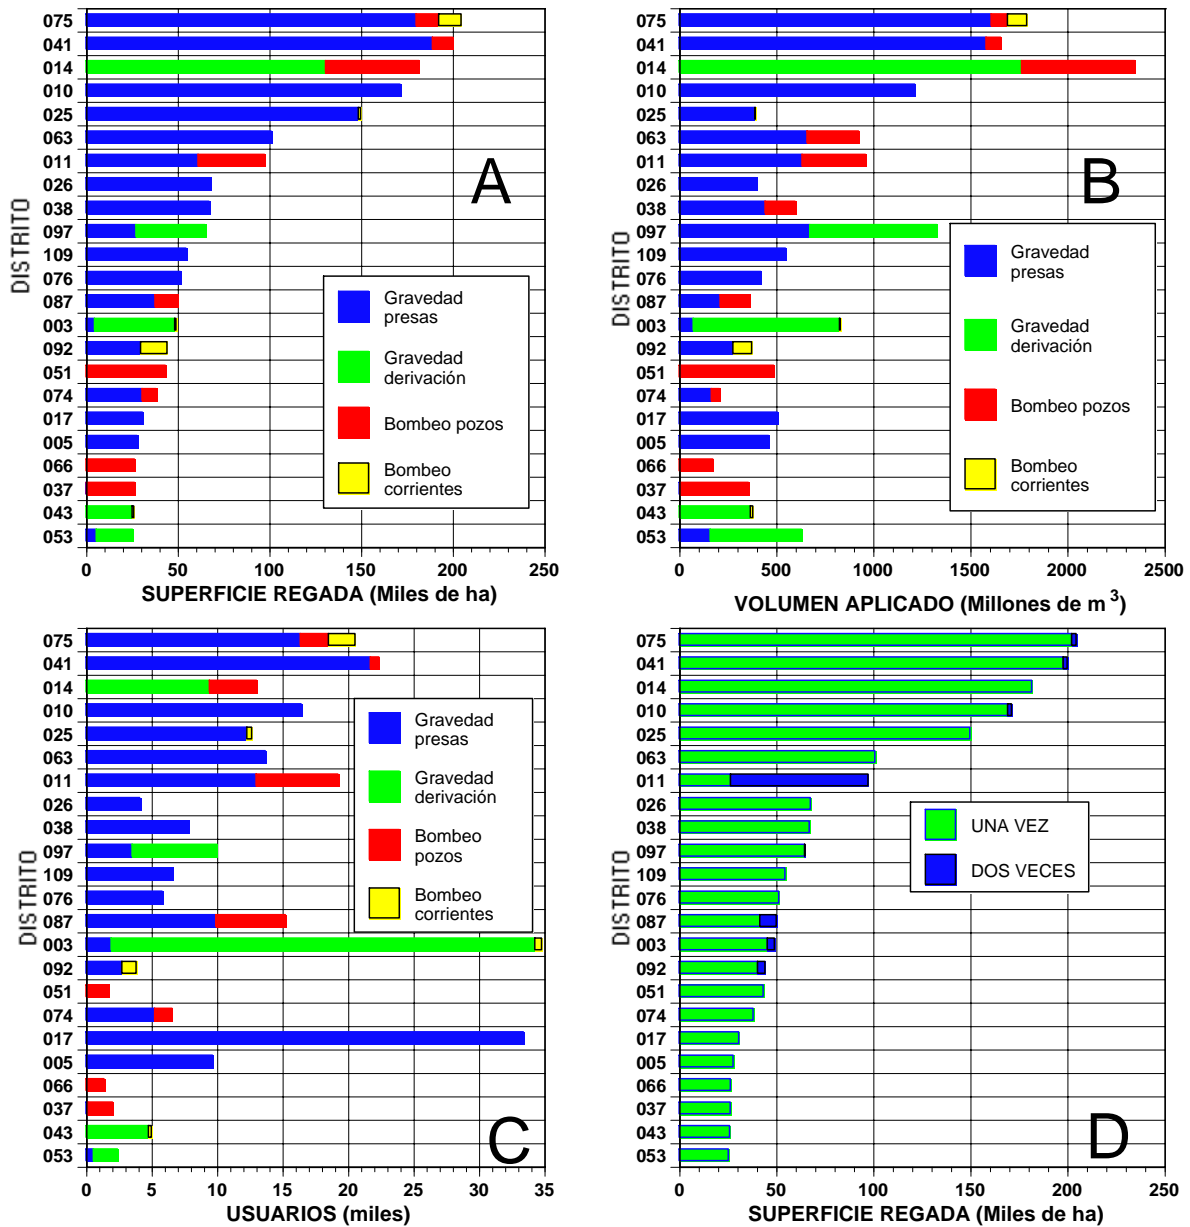 DISTRITO
075
041
014
010
025
063
011
026
038
097
109
076
087
003
092
051
074
017
005
066
037
043
053
A
Gravedad
presas
Gravedad
derivación
Bombeo pozos
Bombeo
corrientes
0 50 100 150 200 250
SUPERFICIE REGADA (Miles de ha)
DISTRITO
075
041
014
010
025
063
011
026
038
097
109
076
087
003
092
051
074
017
005
066
037
043
053
B
Gravedad
presas
Gravedad
derivación
Bombeo pozos
Bombeo
corrientes
0 500 1000 1500 2000 2500
VOLUMEN APLICADO (Millones de m³)
DISTRITO
075
041
014
010
025
063
011
026
038
097
109
076
087
003
092
051
074
017
005
066
037
043
053
Gravedad
presas
Gravedad
derivación
Bombeo
pozos
Bombeo
corrientes
C
0 5 10 15 20 25 30 35
USUARIOS (miles)
DISTRITO
075
041
014
010
025
063
011
026
038
097
109
076
087
003
092
051
074
017
005
066
037
043
053
UNA VEZ
DOS VECES
D
0 50 100 150 200 250
SUPERFICIE REGADA (Miles de ha)